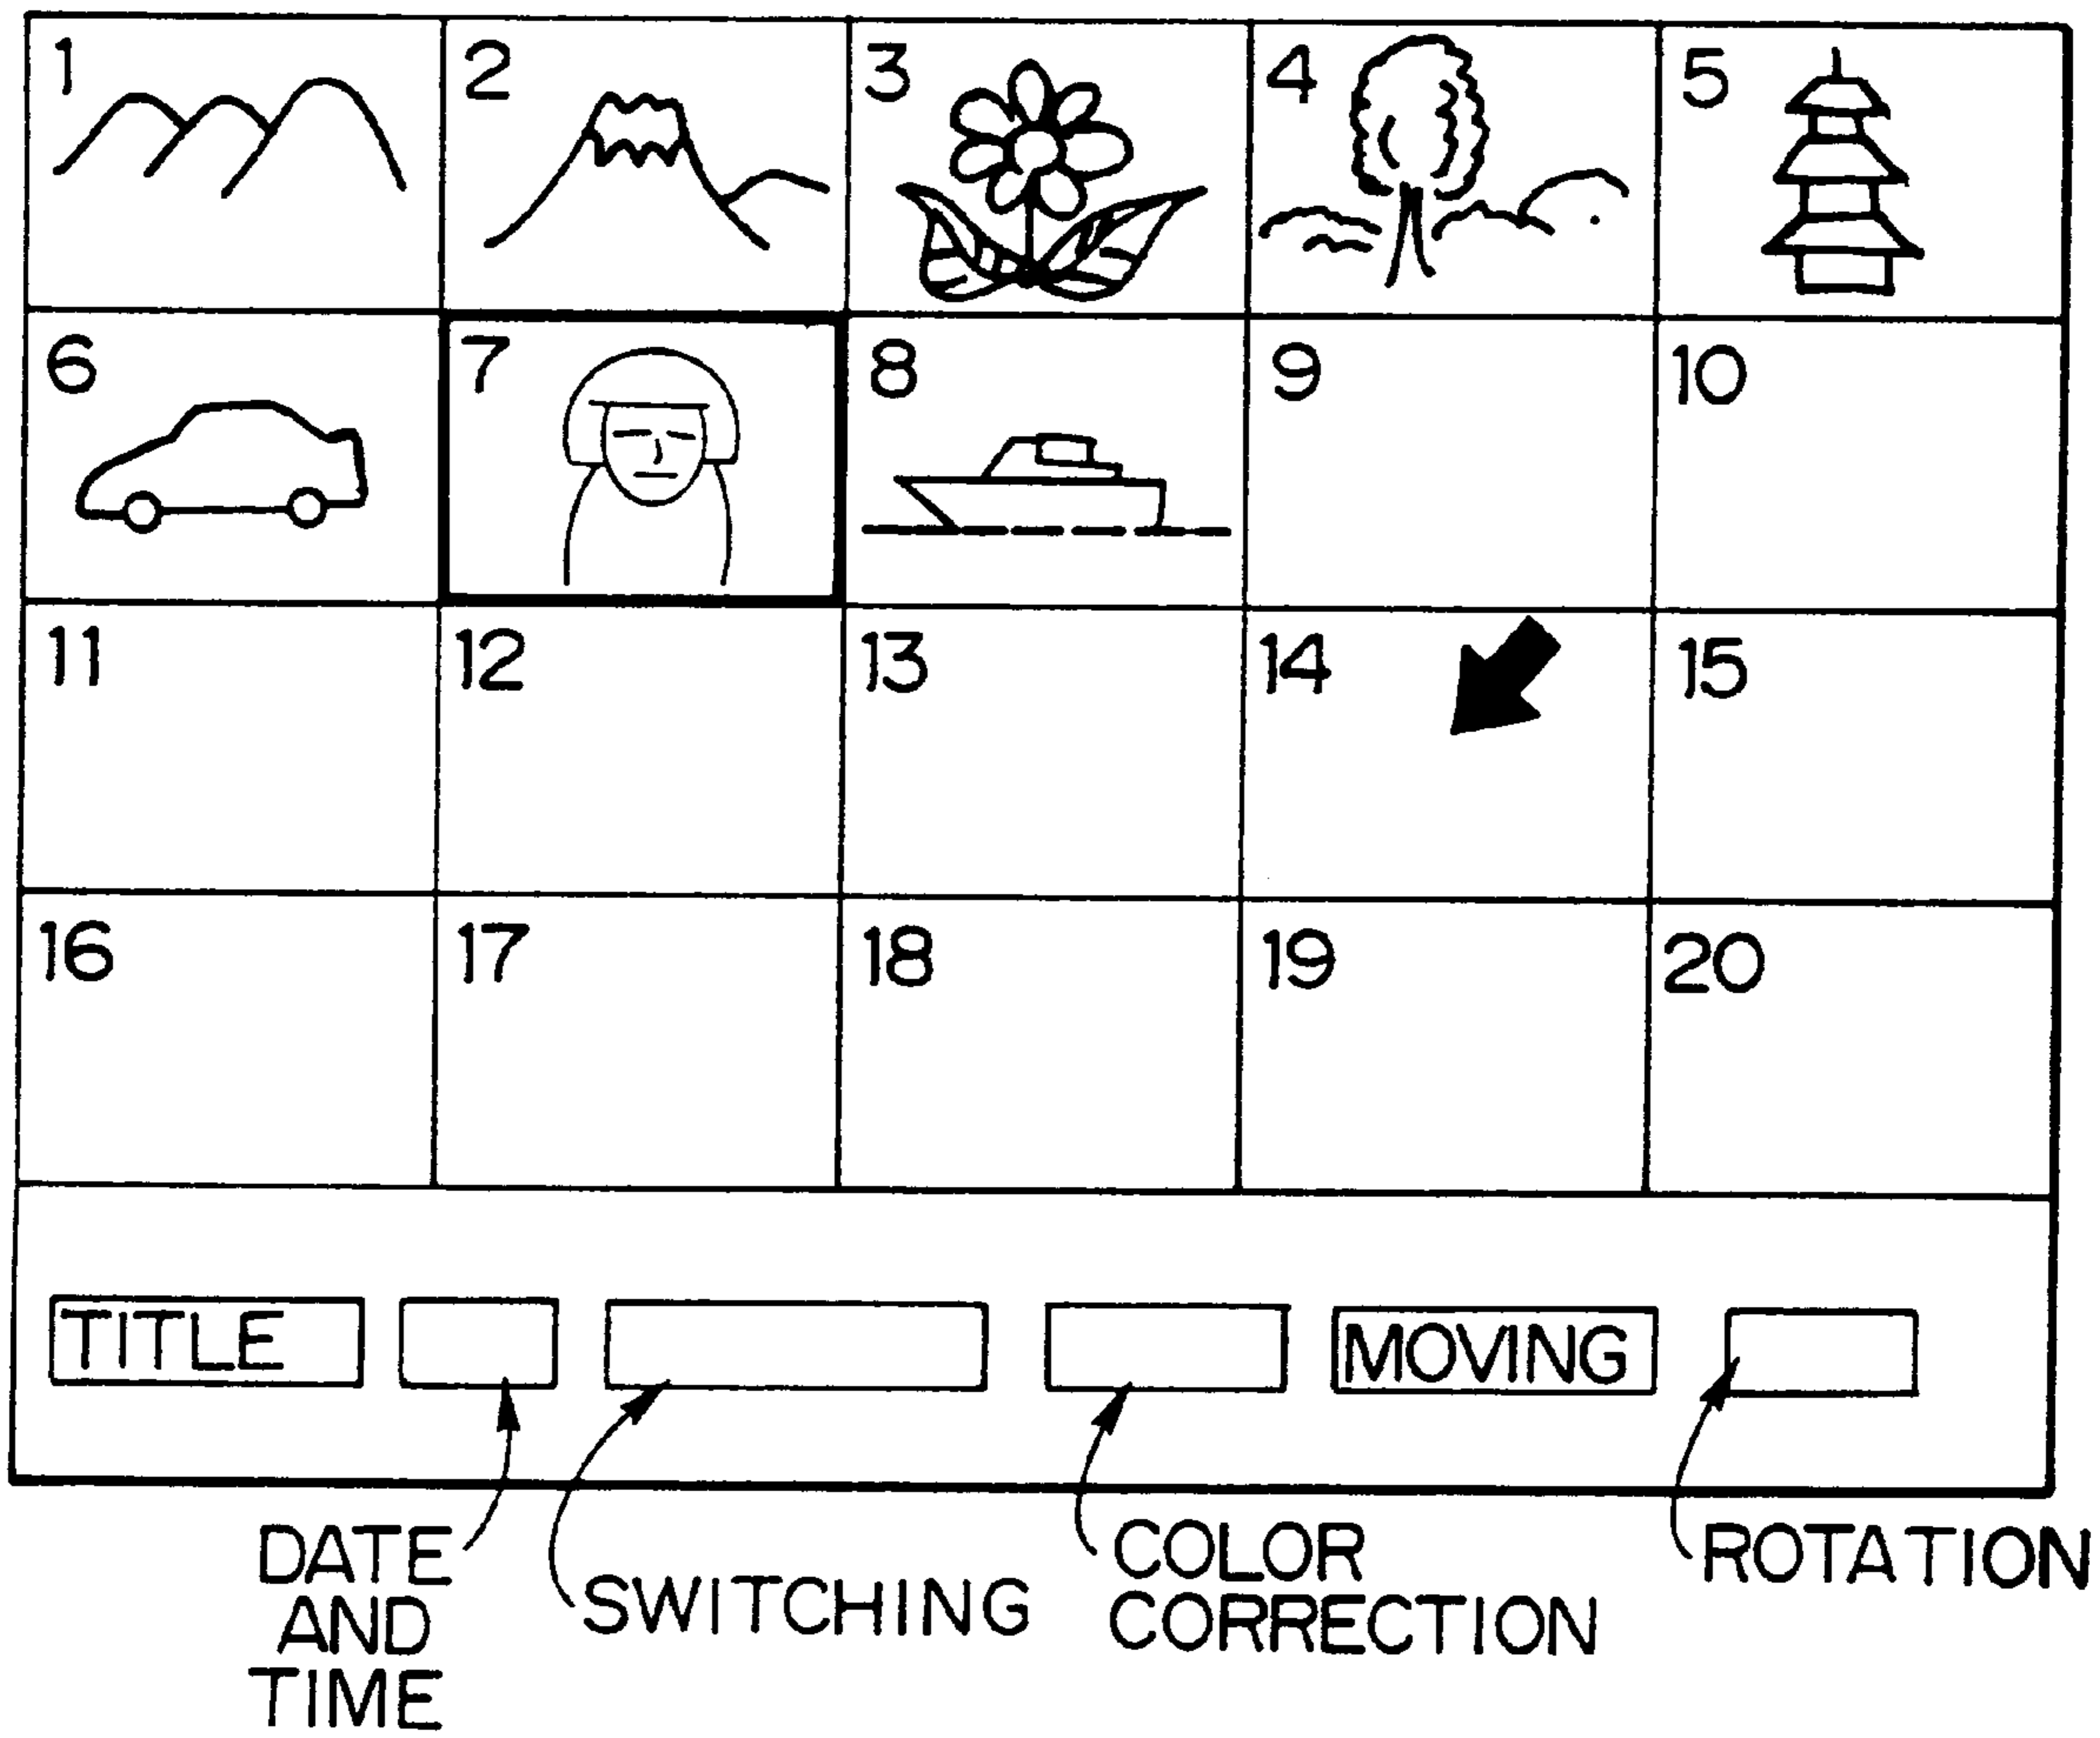 1 2 3 4 5
6 7 8 9 10
11 12 13 14 15
16 17 18 19 20
TITLE MOVING
DATE
AND
TIME
SWITCHING
COLOR
CORRECTION
ROTATION